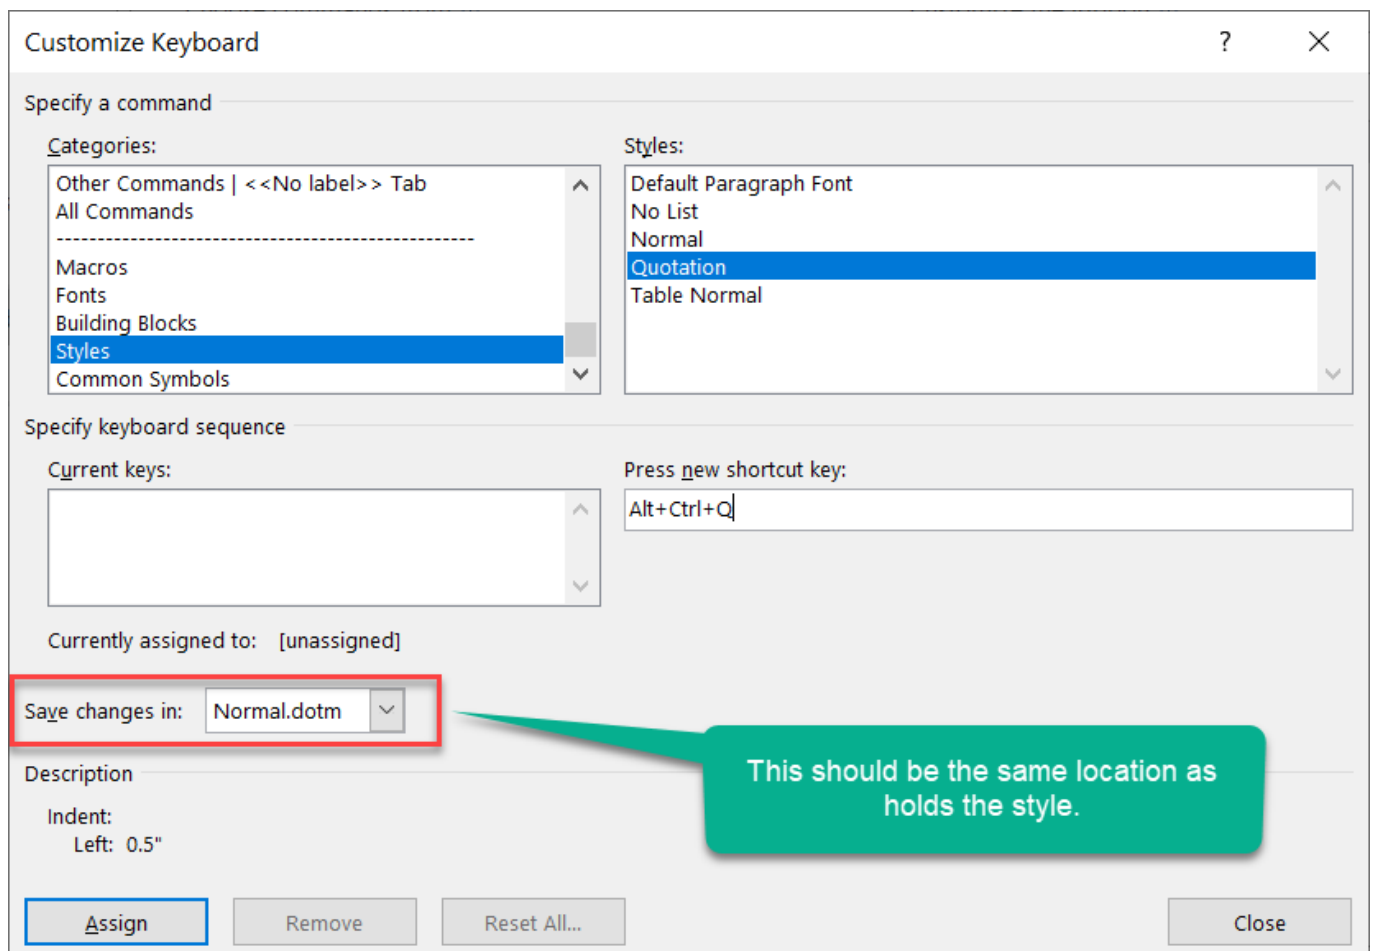 Customize Keyboard
?
Specify a command
Categories:
Other Commands | <<No label>> Tab
All Commands
----------------------------------------------------
Macros
Fonts
Building Blocks
Styles
Common Symbols
Styles:
Default Paragraph Font
No List
Normal
Quotation
Table Normal
Specify keyboard sequence
Current keys:
Press new shortcut key:
Alt+Ctrl+Q
Currently assigned to: [unassigned]
Save changes in: Normal.dotm
This should be the same location as
holds the style.
Description
Indent:
Left: 0.5"
Assign
Remove
Reset All...
Close